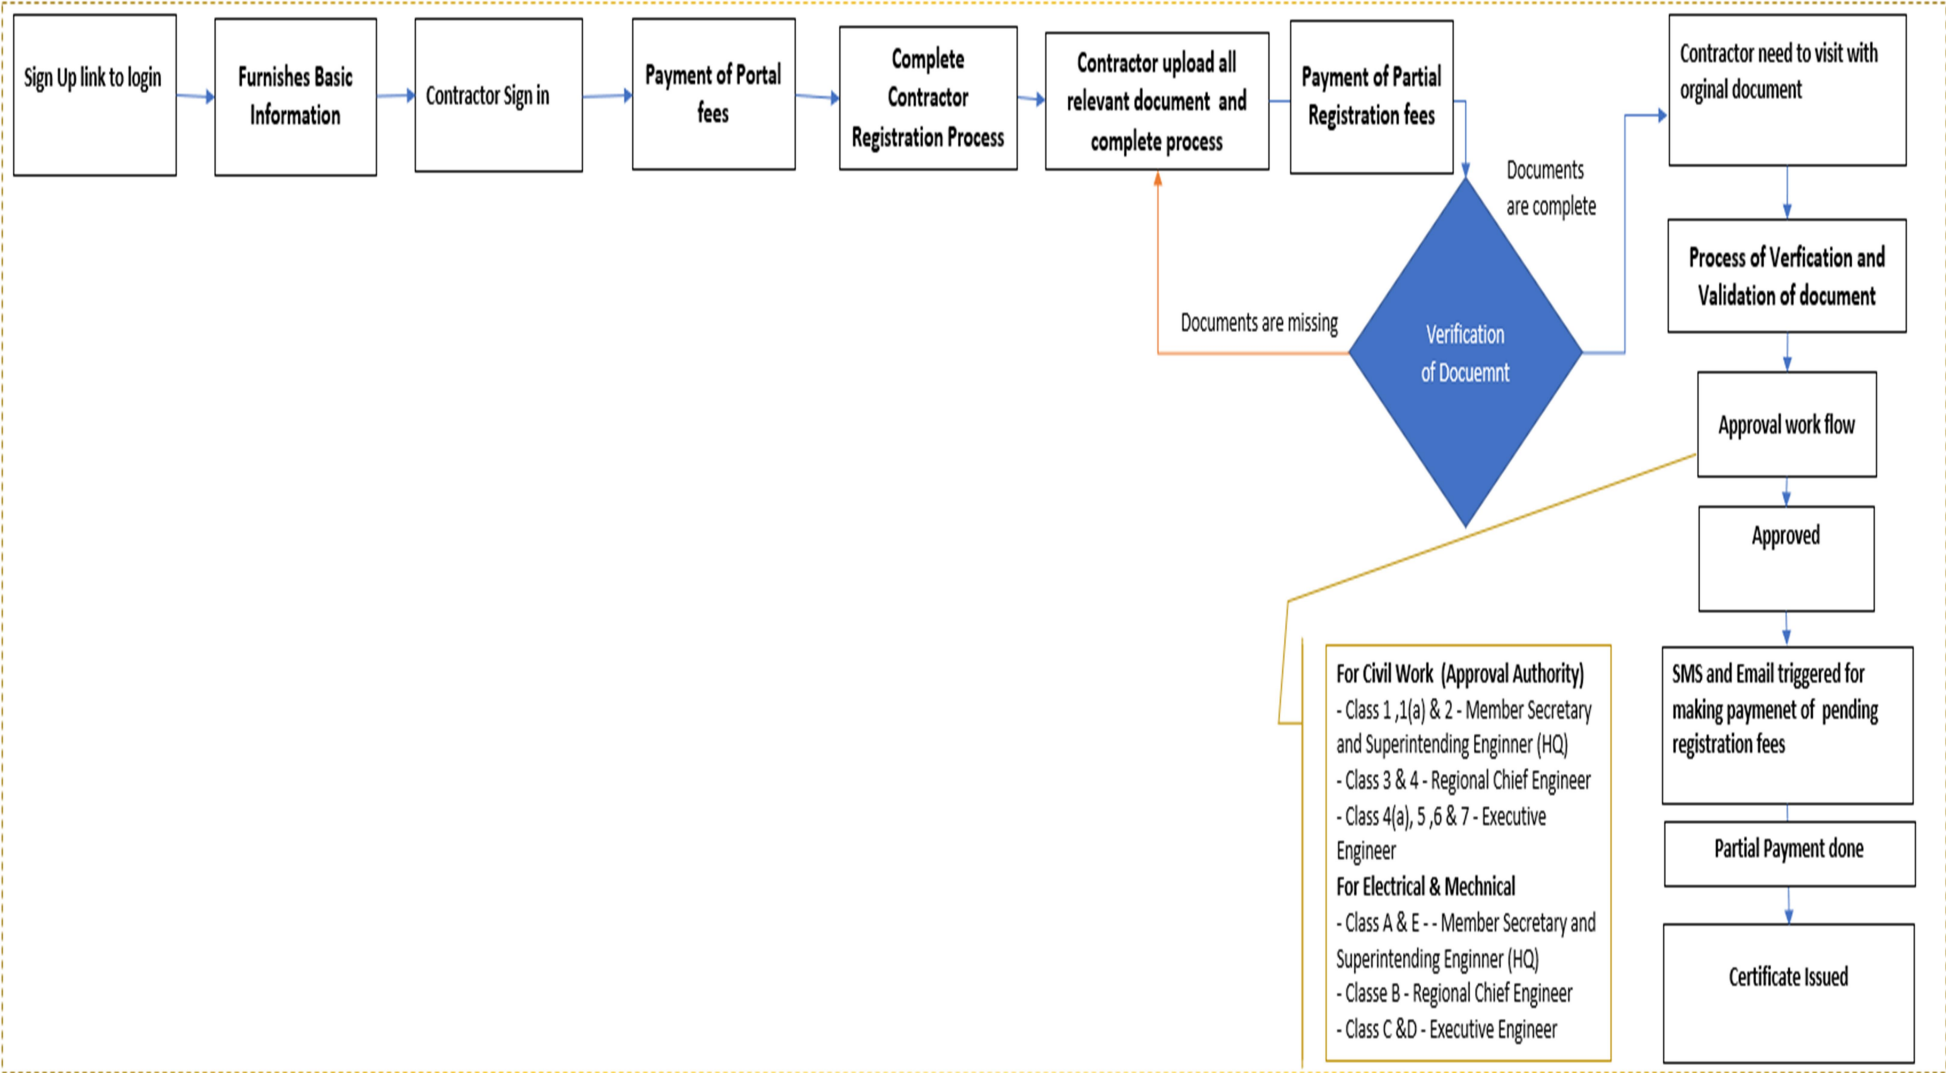 Sign Up link to login
Furnishes Basic
Information
Contractor Sign in
Payment of Portal
fees
Complete
Contractor
Registration Process
Contractor upload all
relevant document and
complete process
Payment of Partial
Registration fees
Documents
are complete
Contractor need to visit with
orginal document
Documents are missing
Verification
of Docuemnt
Process of Verfication and
Validation of document
Approval work flow
Approved
For Civil Work (Approval Authority)
- Class 1 ,1(a) & 2 - Member Secretary
and Superintending Enginner (HQ)
- Class 3 & 4 - Regional Chief Engineer
- Class 4(a), 5 ,6 & 7 - Executive
Engineer
For Electrical & Mechnical
- Class A & E - - Member Secretary and
Superintending Enginner (HQ)
- Classe B - Regional Chief Engineer
- Class C &D - Executive Engineer
SMS and Email triggered for
making paymenet of pending
registration fees
Partial Payment done
Certificate Issued